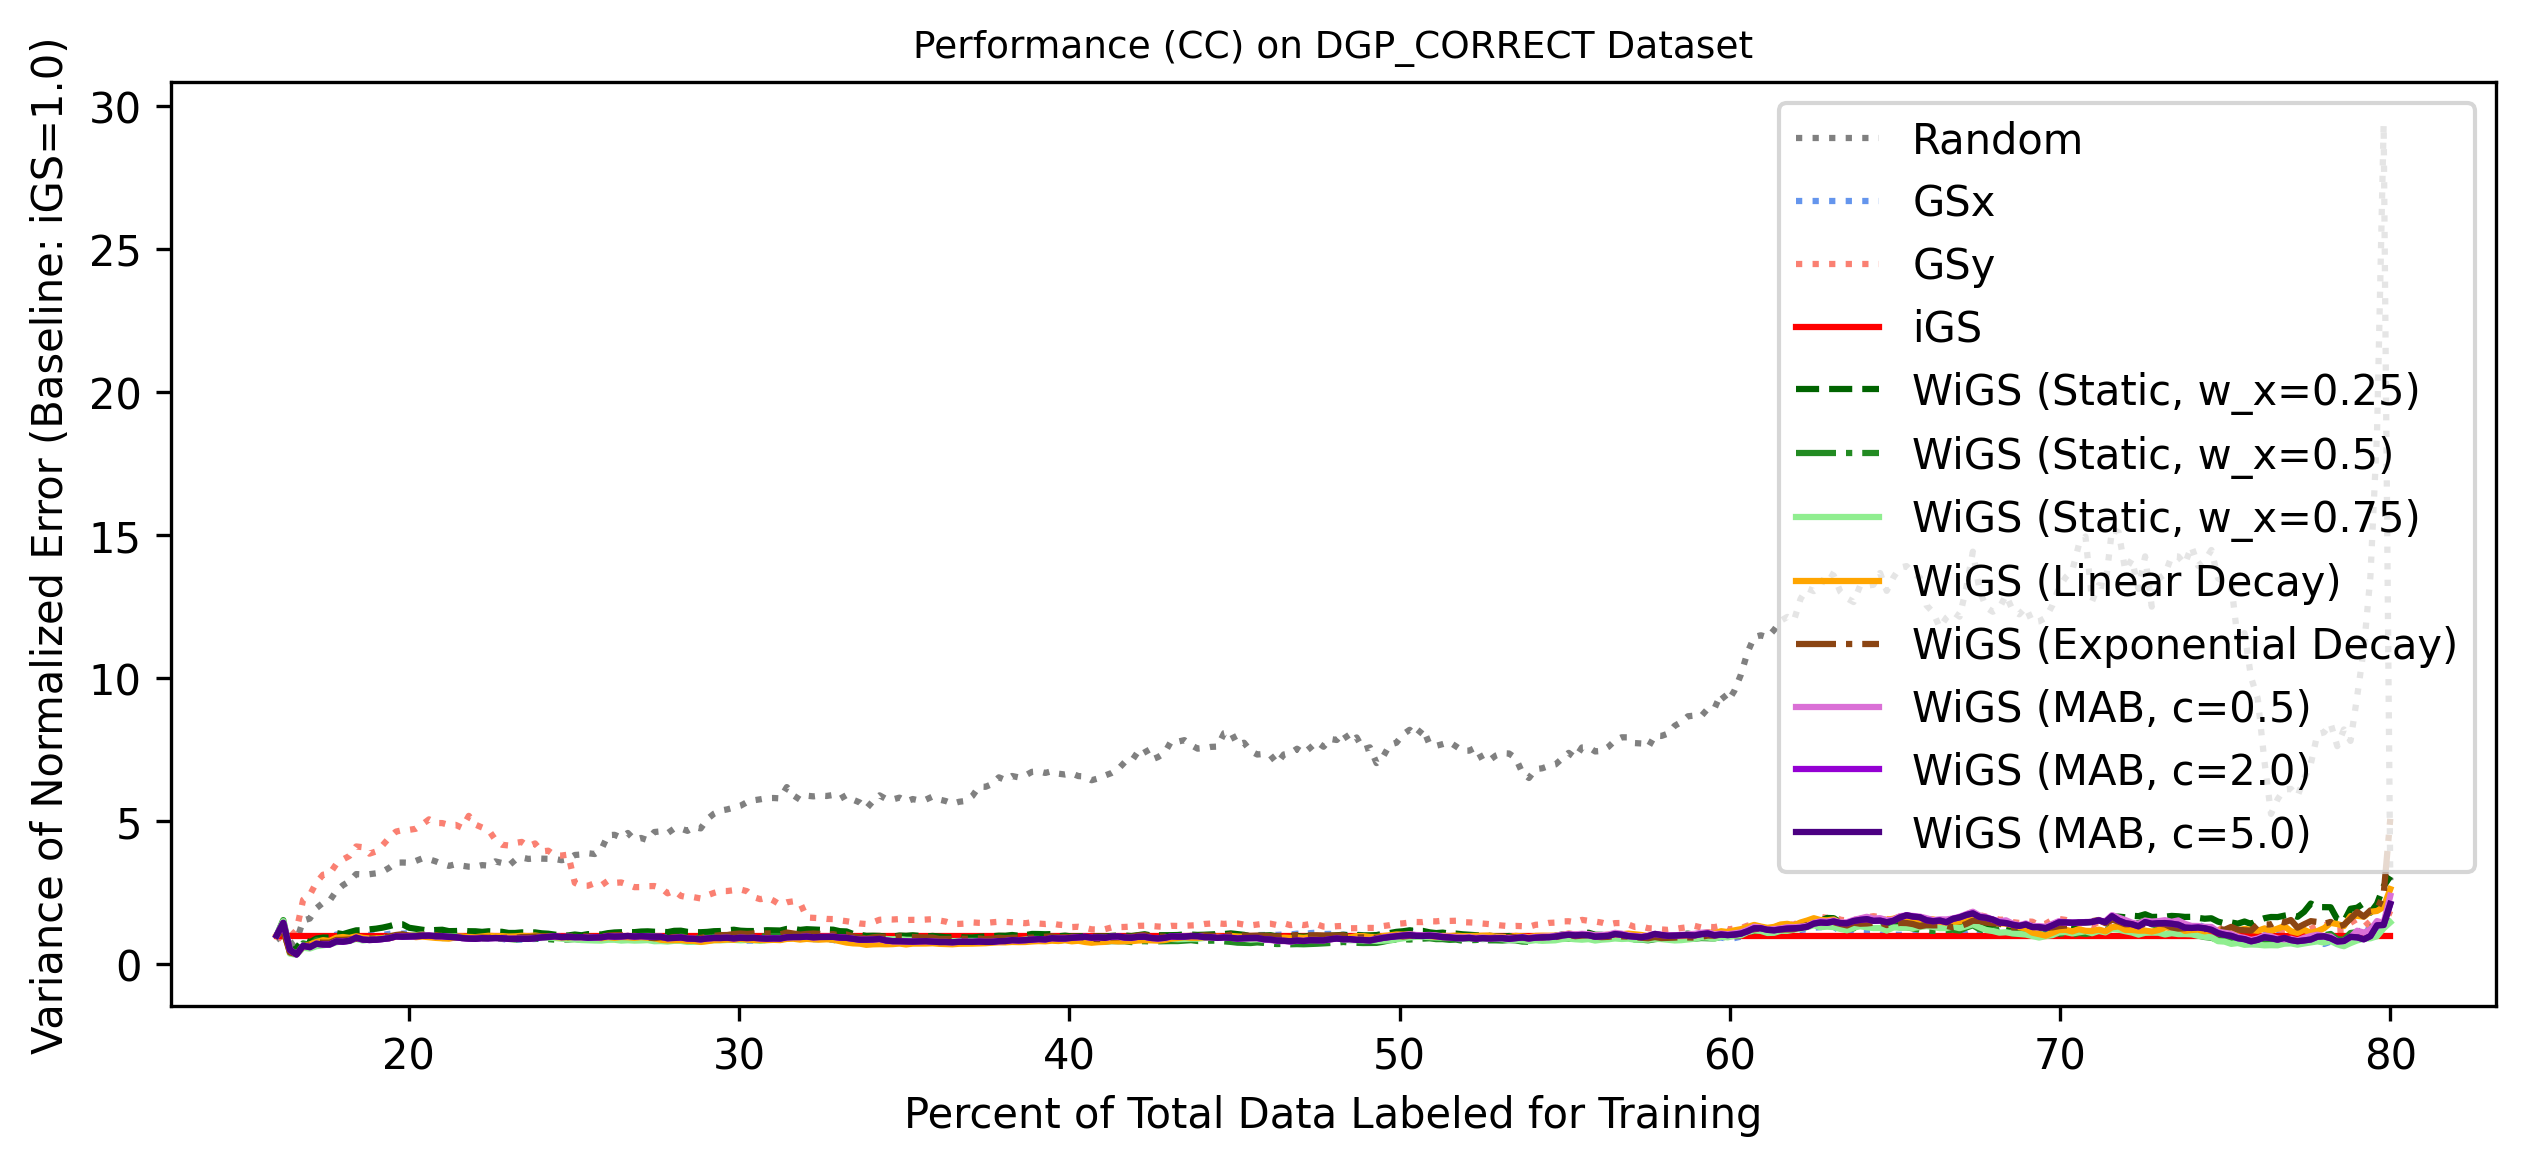 Performance (CC) on DGP_CORRECT Dataset
Variance of Normalized Error (Baseline: iGS=1.0)
30
25
20
15
10
5
0
Random
GSx
GSy
iGS
WiGS (Static, w_x=0.25)
WiGS (Static, w_x=0.5)
WiGS (Static, w_x=0.75)
WiGS (Linear Decay)
WiGS (Exponential Decay)
WiGS (MAB, c=0.5)
WiGS (MAB, c=2.0)
WiGS (MAB, c=5.0)
20 30 40 50 60 70 80
Percent of Total Data Labeled for Training